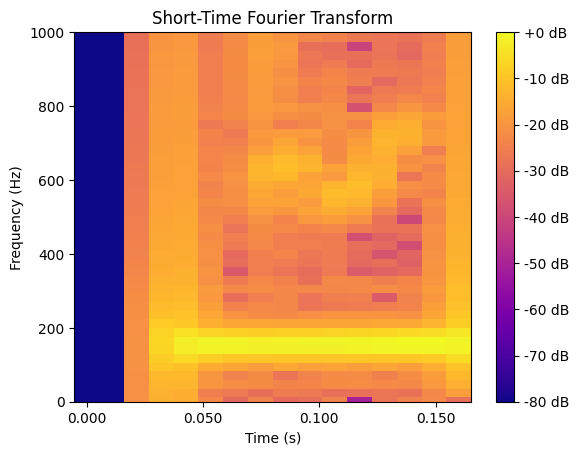 Short-Time Fourier Transform
1000
800
600
400
200
0
Frequency (Hz)
0.000
0.050
0.100
0.150
Time (s)
+0 dB
-10 dB
-20 dB
-30 dB
-40 dB
-50 dB
-60 dB
-70 dB
-80 dB